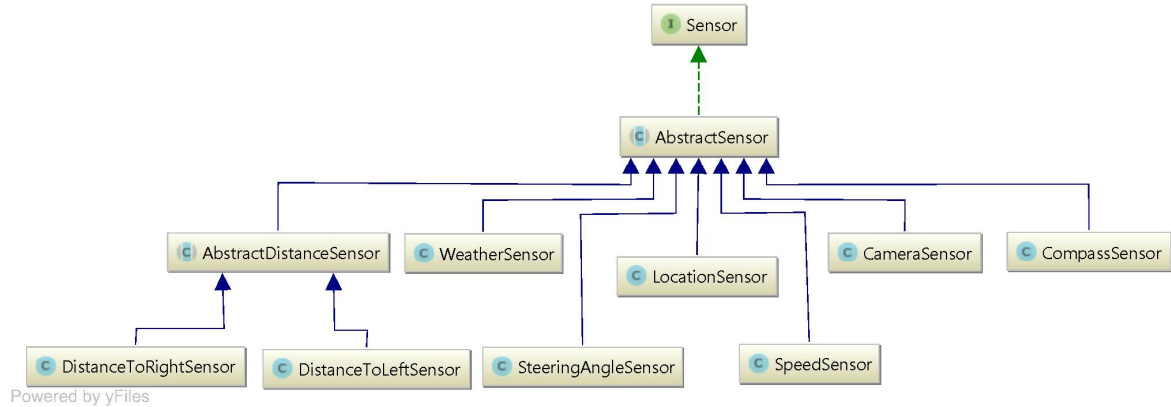 I Sensor
C AbstractSensor
C AbstractDistanceSensor
C WeatherSensor
C LocationSensor
C CameraSensor
C CompassSensor
C DistanceToRightSensor
C DistanceToLeftSensor
C SteeringAngleSensor
C SpeedSensor
Powered by yFiles